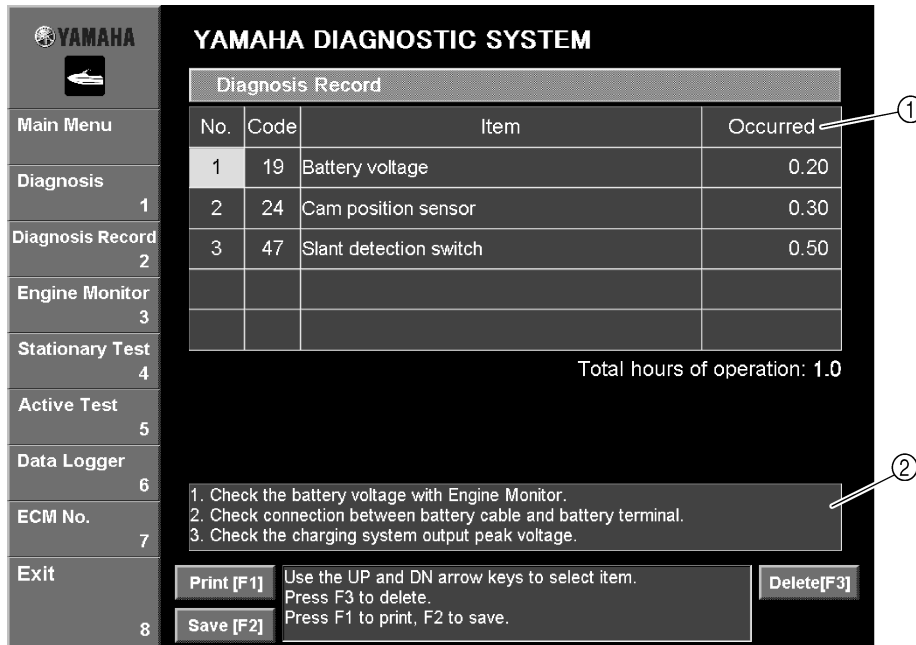 YAMAHA
YAMAHA DIAGNOSTIC SYSTEM
Diagnosis Record
Main Menu
Diagnosis
1
Diagnosis Record
2
Engine Monitor
3
Stationary Test
4
Active Test
5
Data Logger
6
ECM No.
7
Exit
8
No. Code Item Occurred
1 19 Battery voltage 0.20
2 24 Cam position sensor 0.30
3 47 Slant detection switch 0.50
Total hours of operation: 1.0
1. Check the battery voltage with Engine Monitor.
2. Check connection between battery cable and battery terminal.
3. Check the charging system output peak voltage.
Print [F1]
Save [F2]
Use the UP and DN arrow keys to select item.
Press F3 to delete.
Press F1 to print, F2 to save.
Delete[F3]
1
2